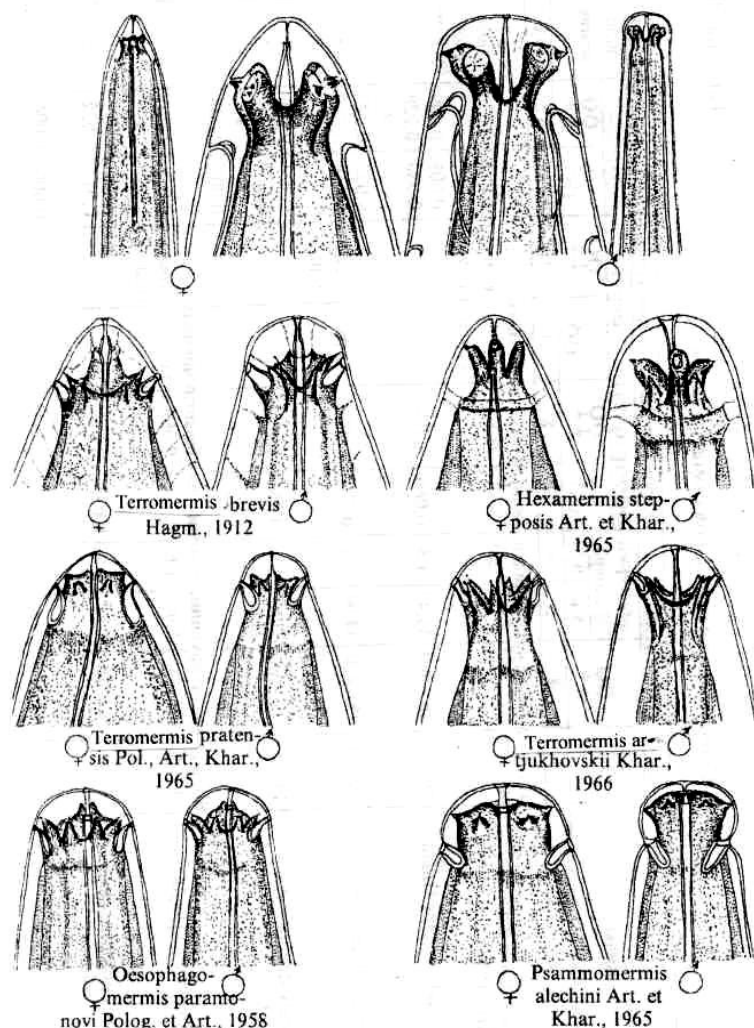 ♀ ♂
♀ Terromermis brevis ♂
Hagm., 1912
♀ Hexamermis step- ♂
posis Art. et Khar.,
1965
♀ Terromermis praten- ♂
sis Pol., Art., Khar.,
1965
♀ Terromermis ar- ♂
tjukhovskii Khar.,
1966
♀ Oesophago- ♂
mermis paramo-
novi Polog. et Art., 1958
♀ Psammomermis ♂
alechini Art. et
Khar., 1965